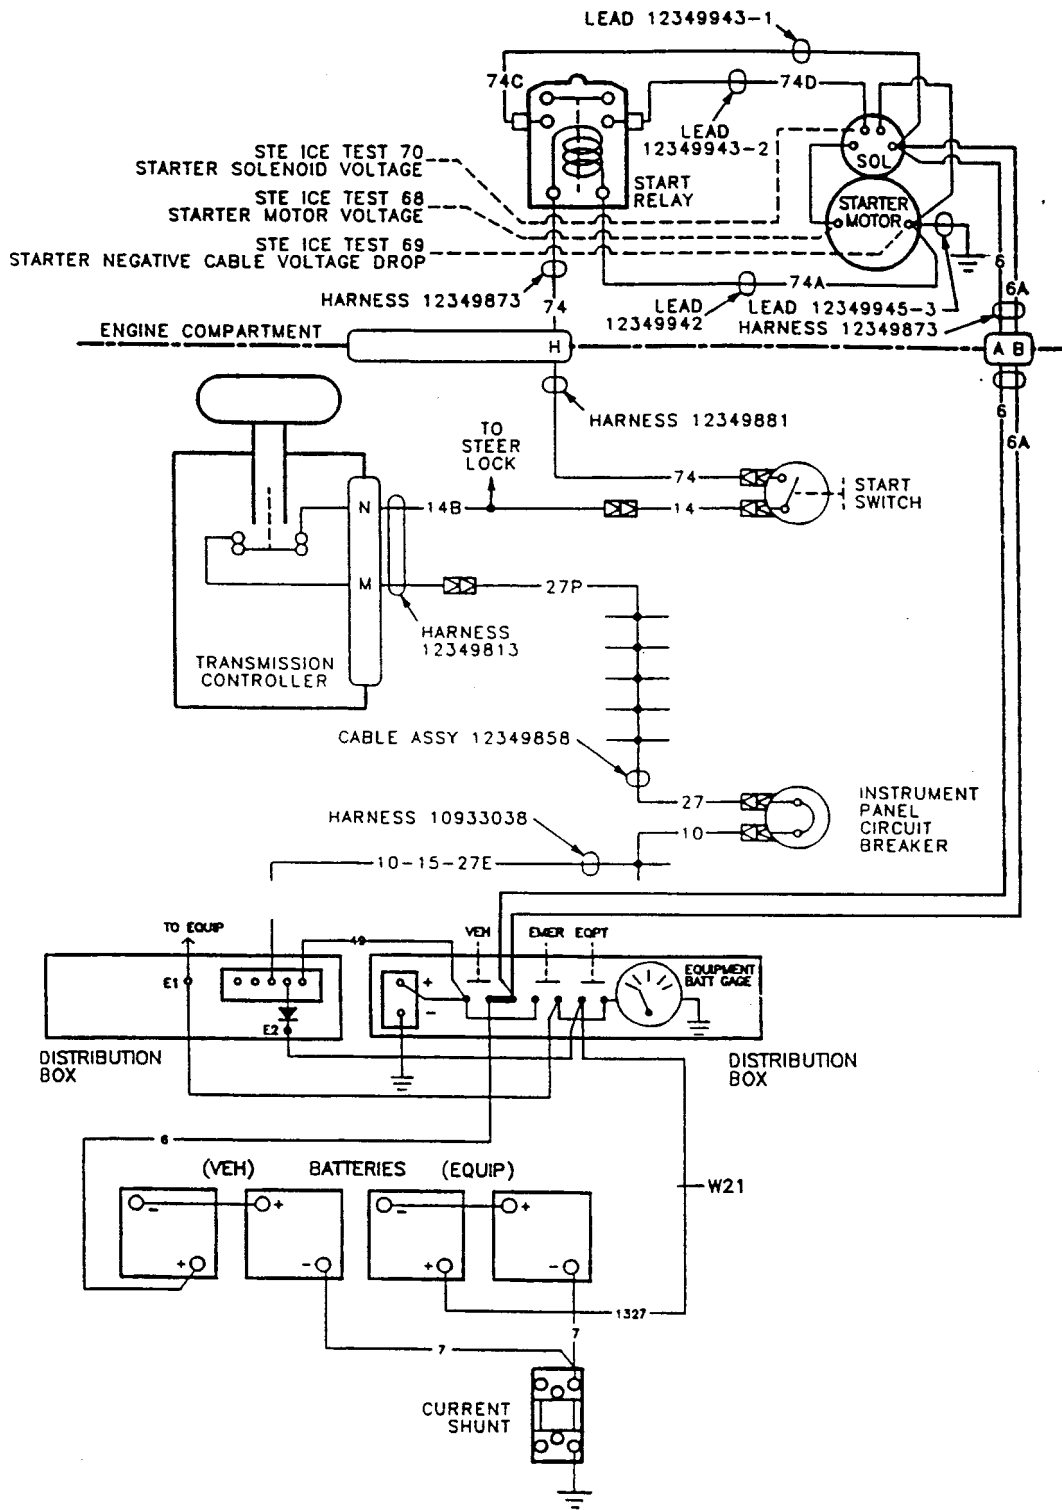 LEAD 12349943-1
74C
74D
LEAD
12349943-2
STE ICE TEST 70
STARTER SOLENOID VOLTAGE
SOL
START
RELAY
STE ICE TEST 68
STARTER MOTOR VOLTAGE
STARTER
MOTOR
STE ICE TEST 69
STARTER NEGATIVE CABLE VOLTAGE DROP
6
74A
6A
HARNESS 12349873
74
LEAD
12349942
LEAD 12349945-3
HARNESS 12349873
ENGINE COMPARTMENT
H
A B
HARNESS 12349881
6
6A
TO
STEER
LOCK
74
START
SWITCH
N
14B
14
M
27P
HARNESS
12349813
TRANSMISSION
CONTROLLER
CABLE ASSY 12349858
27
INSTRUMENT
PANEL
CIRCUIT
BREAKER
HARNESS 10933038
10
10-15-27E
TO EQUIP
49
VEH
EMER
EQPT
E1
+
-
EQUIPMENT
BATT GAGE
E2
DISTRIBUTION
BOX
DISTRIBUTION
BOX
6
(VEH) BATTERIES (EQUIP)
W21
- + - +
+ - + -
1327
7
7
CURRENT
SHUNT